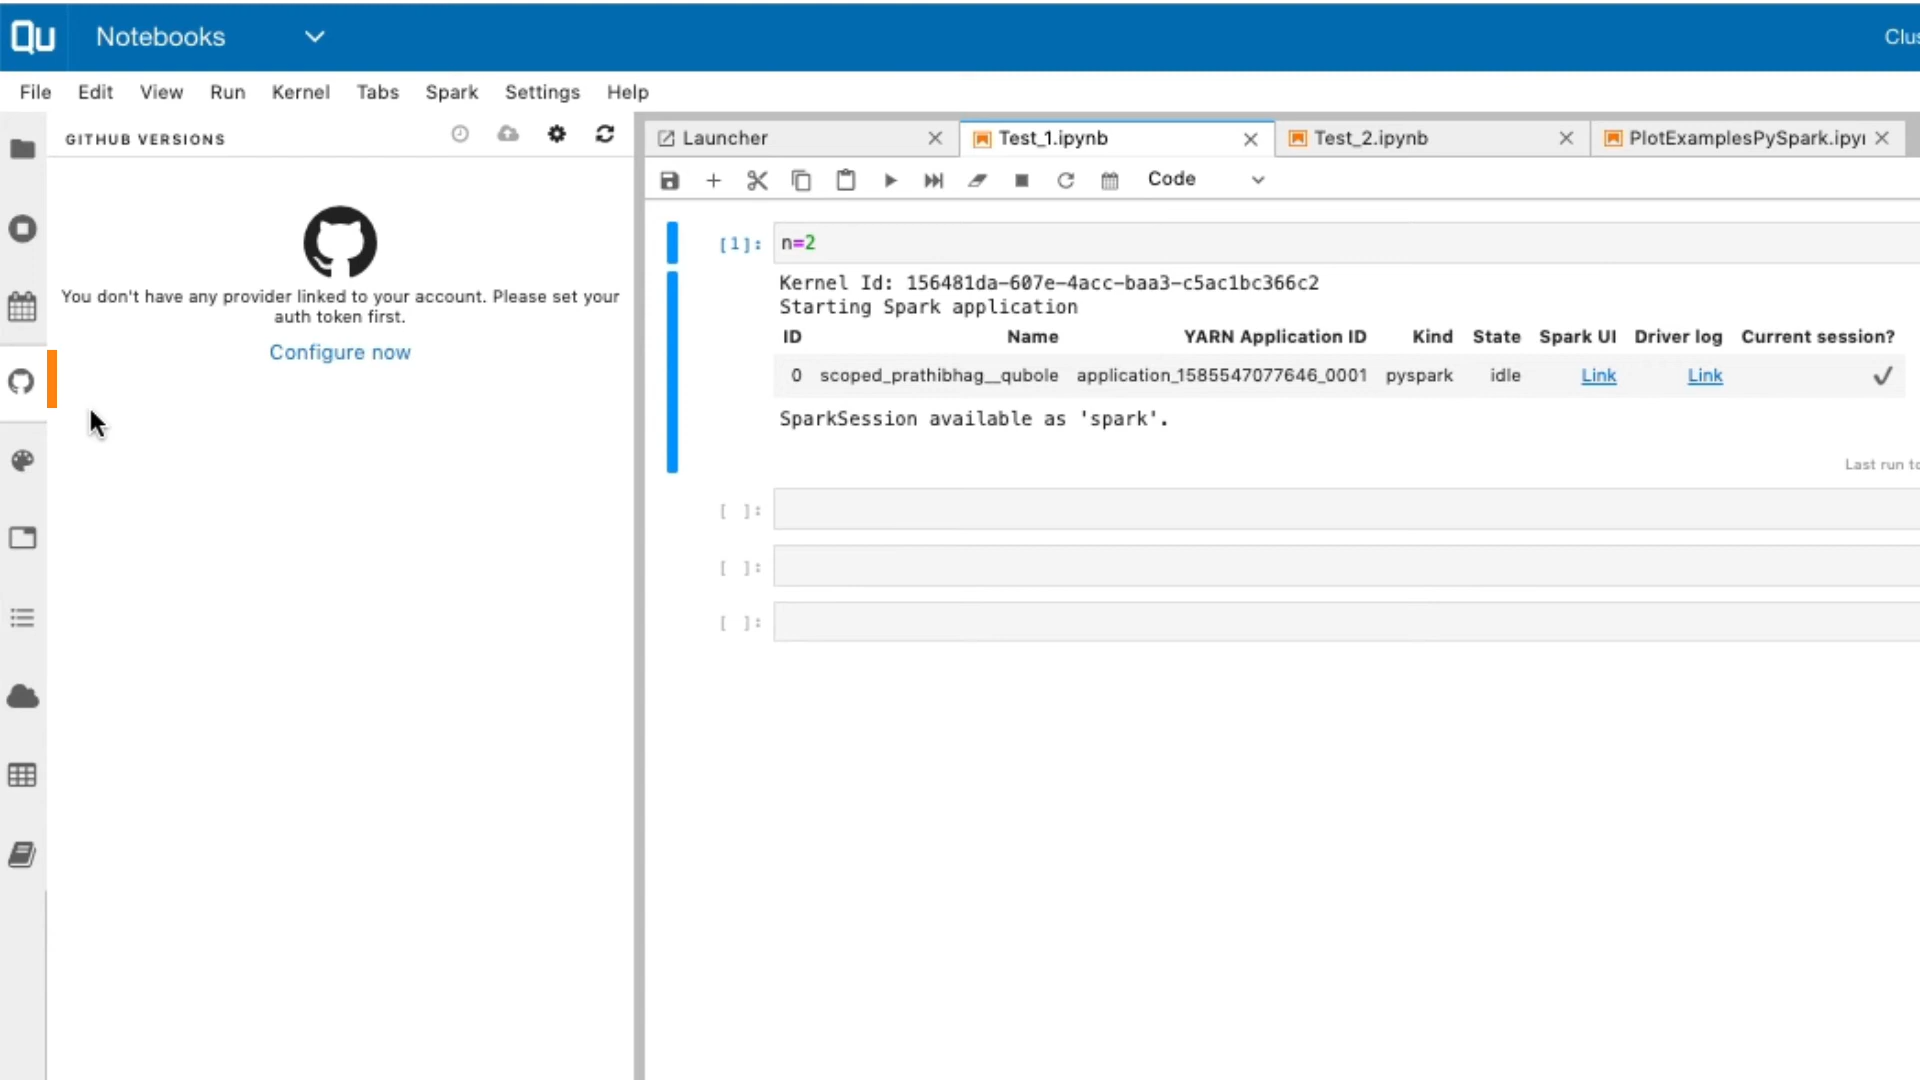 Qu Notebooks
File Edit View Run Kernel Tabs Spark Settings Help
GITHUB VERSIONS
You don't have any provider linked to your account. Please set your
auth token first.
Configure now
Launcher Test_1.ipynb Test_2.ipynb PlotExamplesPySpark.ipy
Code
[1]: n=2
Kernel Id: 156481da-607e-4acc-baa3-c5ac1bc366c2
Starting Spark application
ID Name YARN Application ID Kind State Spark UI Driver log Current session?
0 scoped_prathibhag__qubole application_1585547077646_0001 pyspark idle Link Link ✓
SparkSession available as 'spark'.
Last run
[ ]:
[ ]:
[ ]: